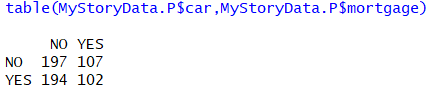 table(MyStoryData.P$car,MyStoryData.P$mortgage)
NO YES
NO 197 107
YES 194 102